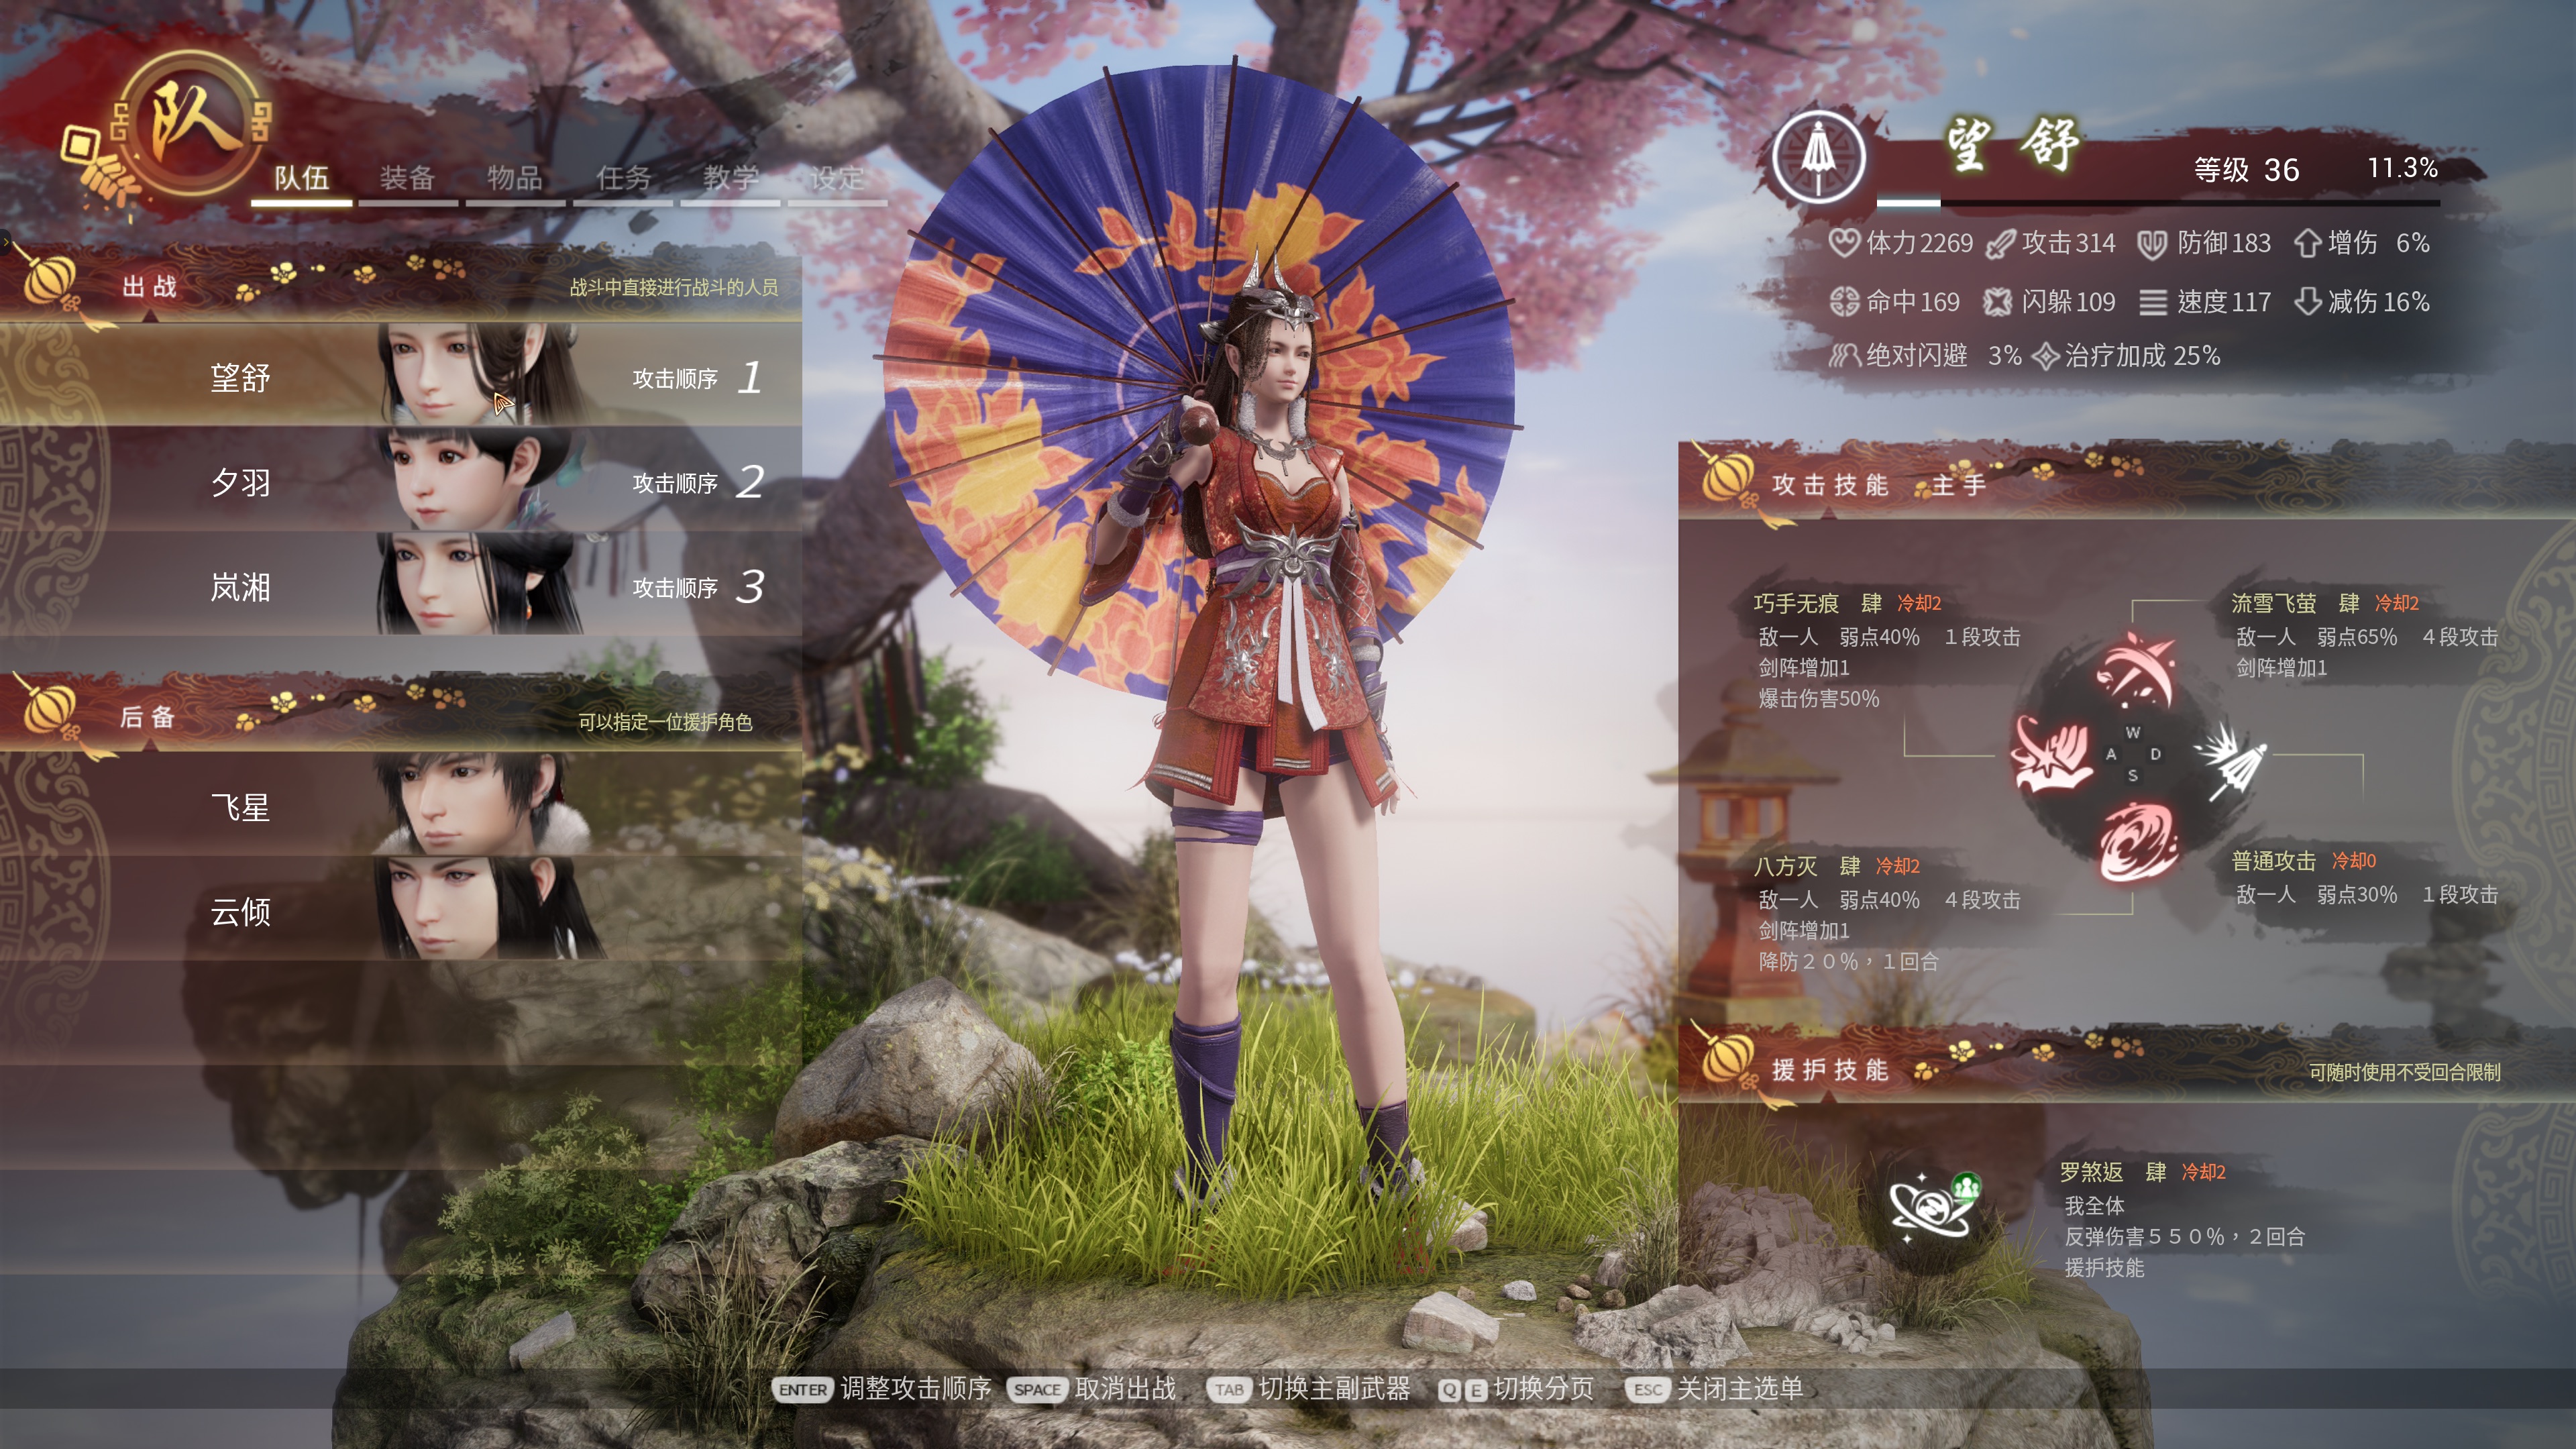 队
队伍 装备 物品 任务 教学 设定
出战 战斗中直接进行战斗的人员
望舒 攻击顺序 1
夕羽 攻击顺序 2
岚湘 攻击顺序 3
后备 可以指定一位援护角色
飞星
云倾
望舒 等级 36 11.3%
体力2269 攻击314 防御183 增伤 6%
命中169 闪躲109 速度117 减伤16%
绝对闪避 3% 治疗加成 25%
攻击技能 主手
巧手无痕 肆 冷却2
敌一人 弱点40% 1段攻击
剑阵增加1
爆击伤害50%
流雪飞萤 肆 冷却2
敌一人 弱点65% 4段攻击
剑阵增加1
W
A D
S
八方灭 肆 冷却2
敌一人 弱点40% 4段攻击
剑阵增加1
降防２０%，１回合
普通攻击 冷却0
敌一人 弱点30% 1段攻击
援护技能 可随时使用不受回合限制
罗煞返 肆 冷却2
我全体
反弹伤害５５０%，２回合
援护技能
ENTER 调整攻击顺序 SPACE 取消出战 TAB 切换主副武器 Q E 切换分页 ESC 关闭主选单